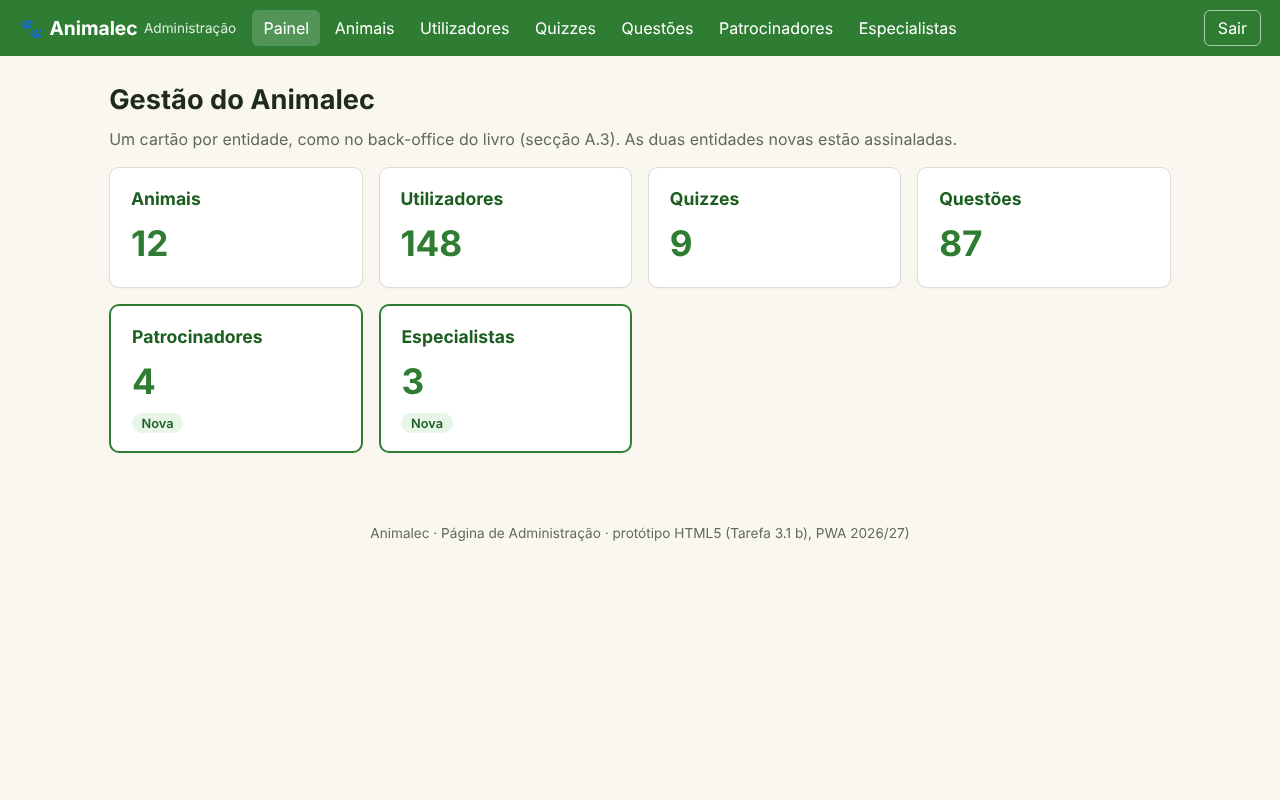 🐾 Animalec Administração Painel Animais Utilizadores Quizzes Questões Patrocinadores Especialistas Sair
Gestão do Animalec
Um cartão por entidade, como no back-office do livro (secção A.3). As duas entidades novas estão assinaladas.
Animais Utilizadores Quizzes Questões
12 148 9 87
Patrocinadores Especialistas
4 3
Nova Nova
Animalec · Página de Administração · protótipo HTML5 (Tarefa 3.1 b), PWA 2026/27)